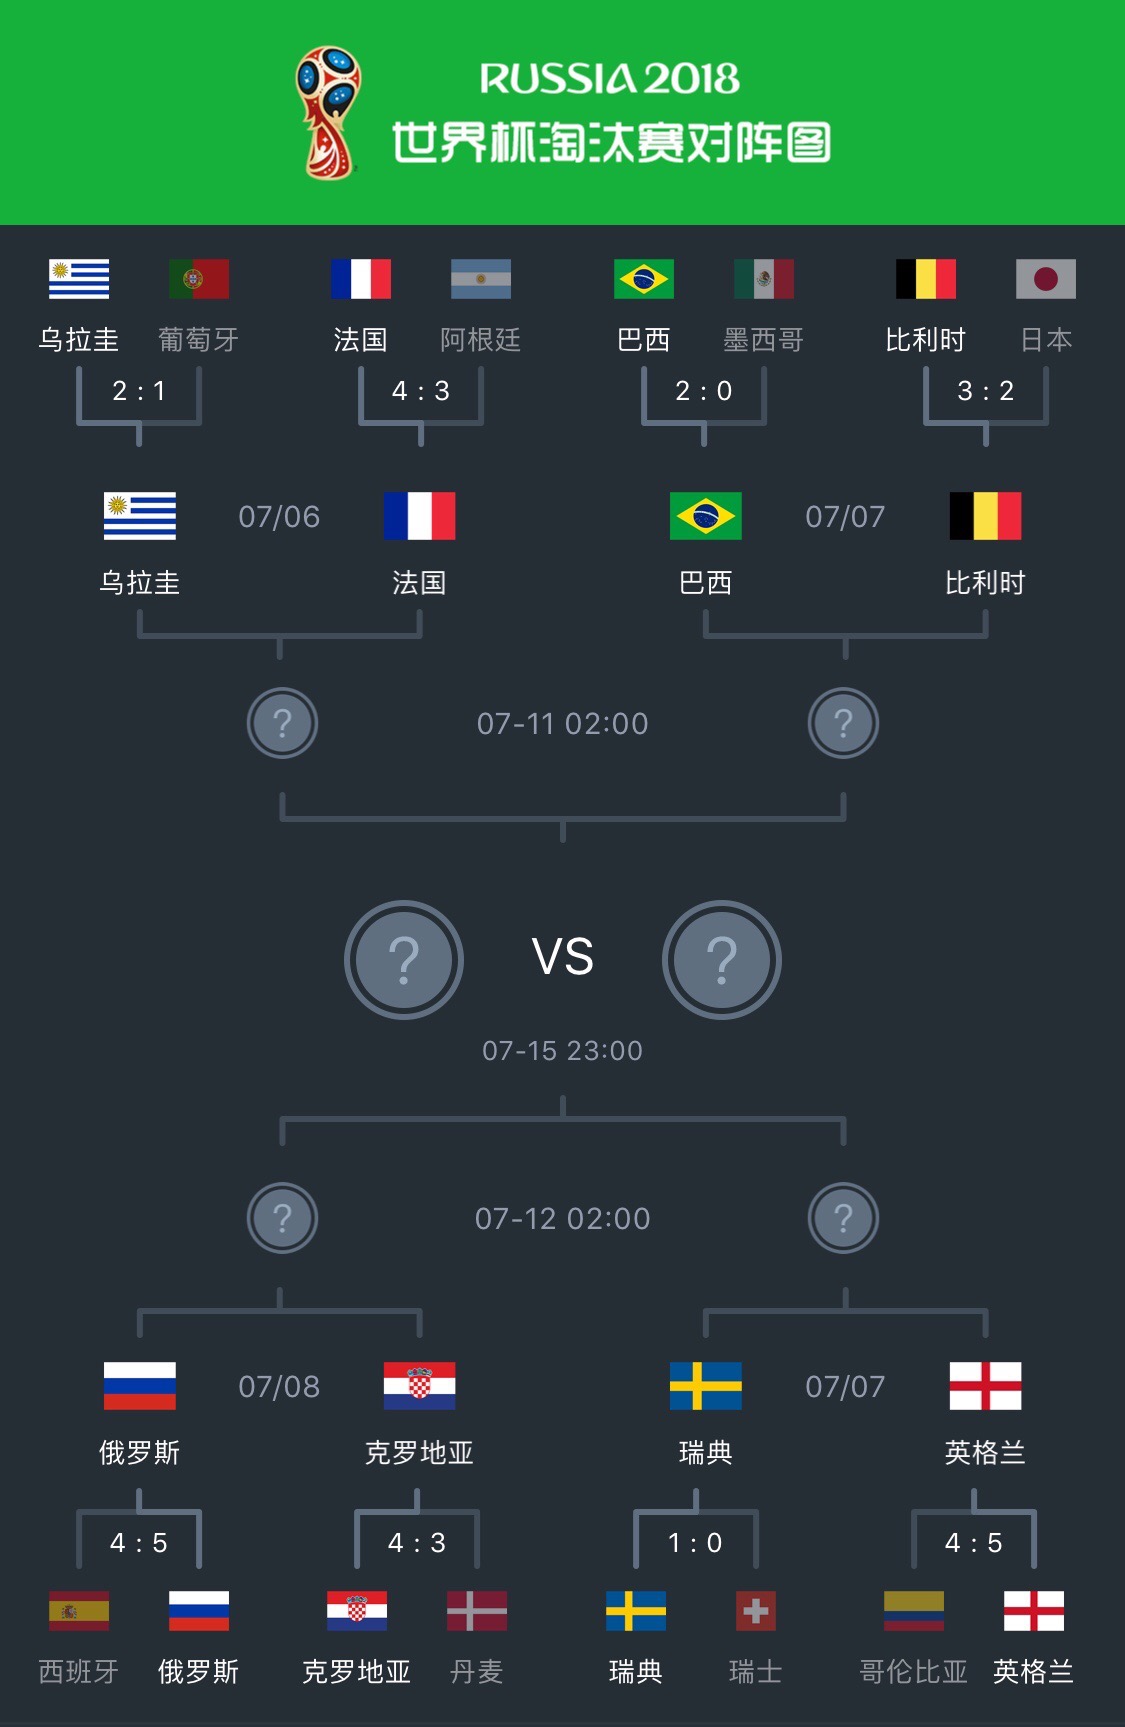 RUSSIA 2018
世界杯淘汰赛对阵图
乌拉圭 葡萄牙 法国 阿根廷 巴西 墨西哥 比利时 日本
2 : 1 4 : 3 2 : 0 3 : 2
07/06 07/07
乌拉圭 法国 巴西 比利时
? 07-11 02:00 ?
? VS ?
07-15 23:00
? 07-12 02:00 ?
07/08 07/07
俄罗斯 克罗地亚 瑞典 英格兰
4 : 5 4 : 3 1 : 0 4 : 5
西班牙 俄罗斯 克罗地亚 丹麦 瑞典 瑞士 哥伦比亚 英格兰